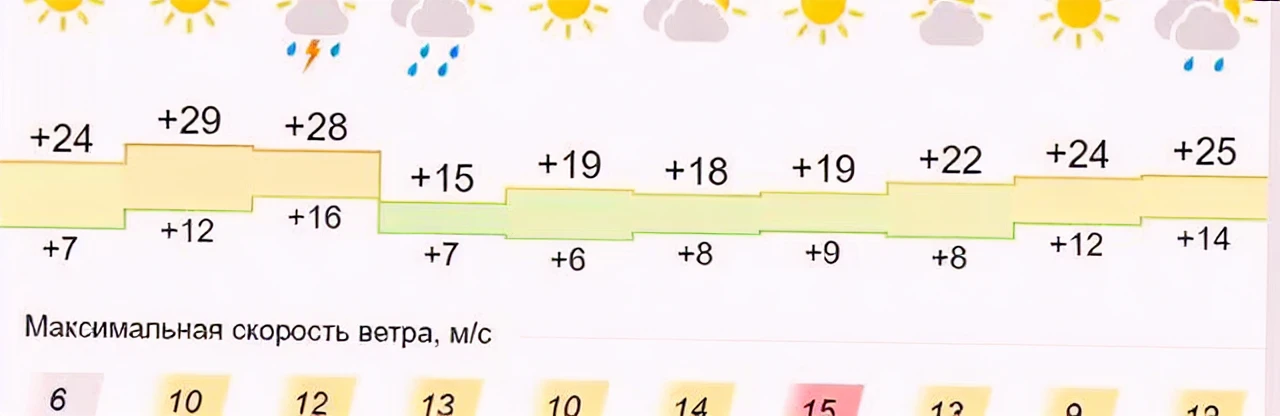 +24 +29 +28 +15 +19 +18 +19 +22 +24 +25
+7 +12 +16 +7 +6 +8 +9 +8 +12 +14
Максимальная скорость ветра, м/с
6 10 12 13 10 14 15